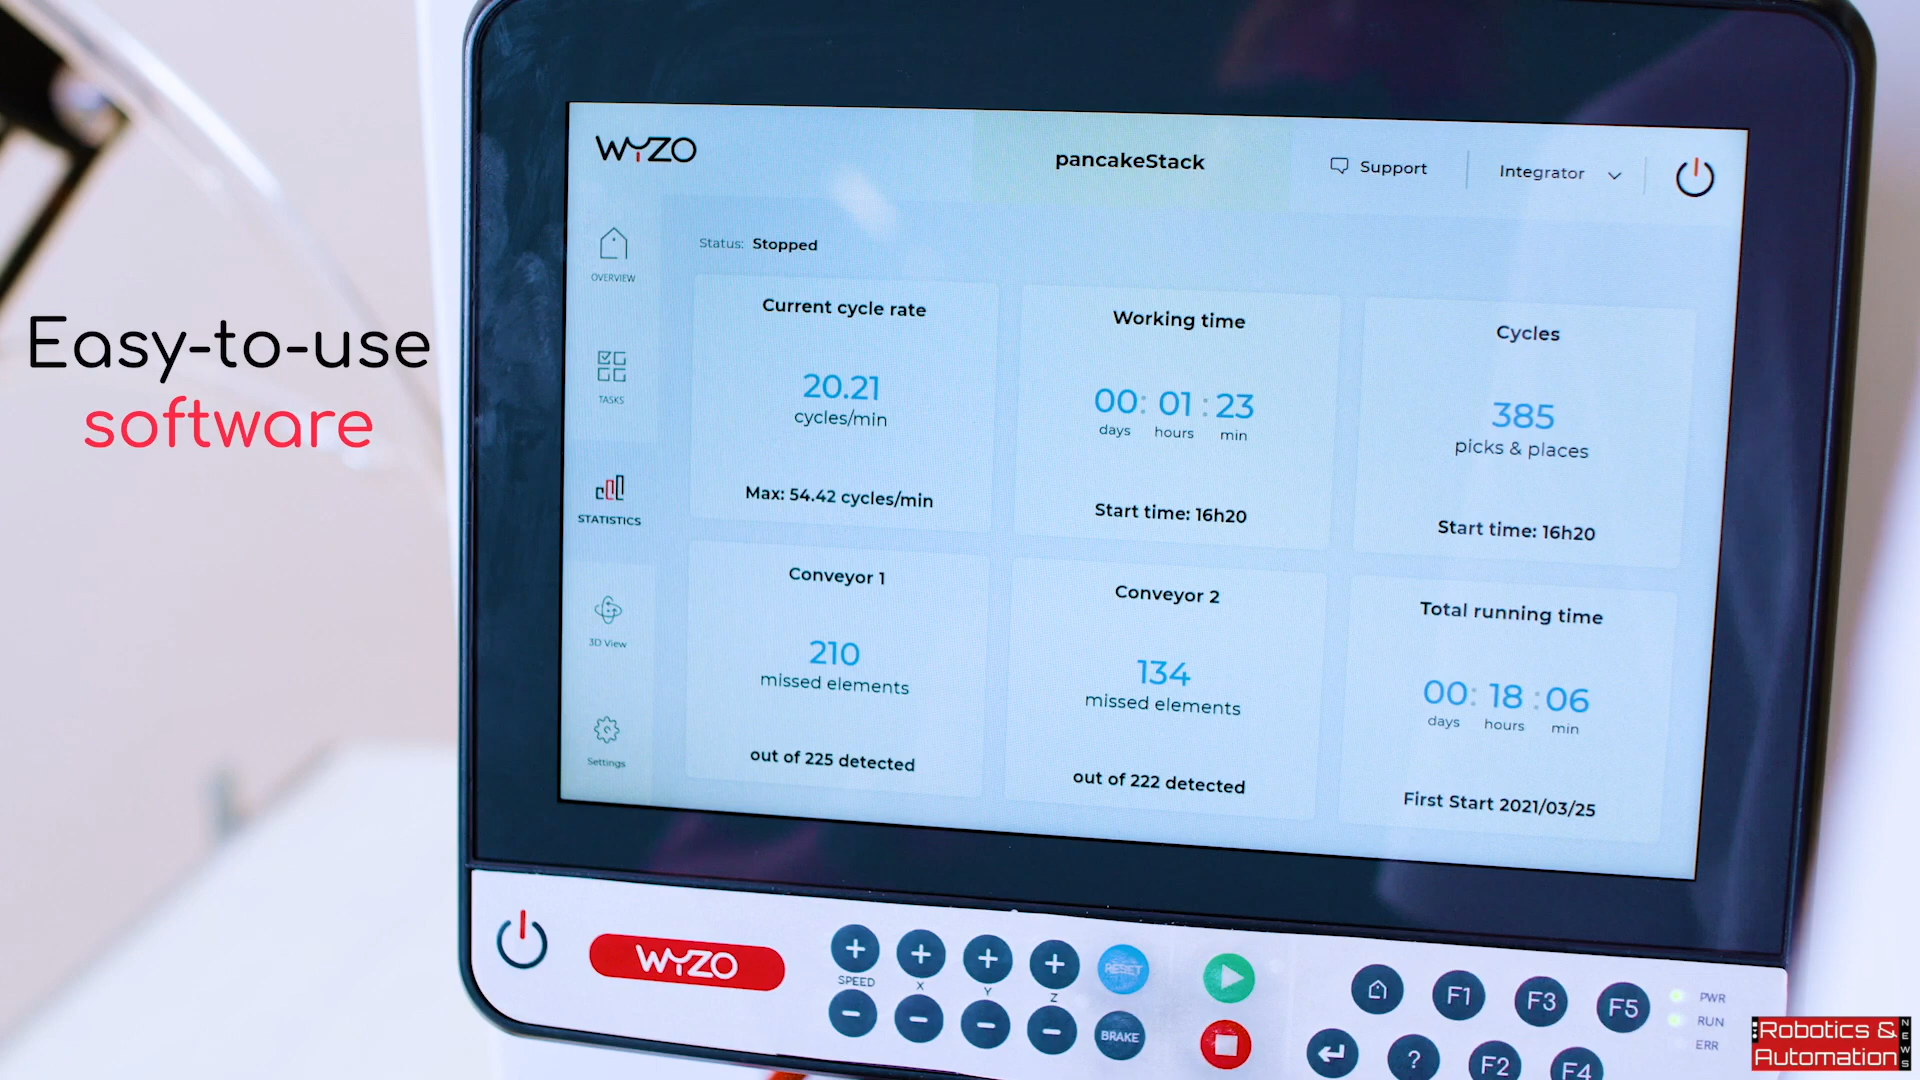 Easy-to-use
software
WYZO
pancakeStack
Support
Integrator
OVERVIEW
TASKS
STATISTICS
3D View
Settings
Status: Stopped
Current cycle rate
20.21
cycles/min
Max: 54.42 cycles/min
Working time
00: 01 : 23
days hours min
Start time: 16h20
Cycles
385
picks & places
Start time: 16h20
Conveyor 1
210
missed elements
out of 225 detected
Conveyor 2
134
missed elements
out of 222 detected
Total running time
00: 18 : 06
days hours min
First Start 2021/03/25
WYZO
+ + + +
SPEED X Y Z
- - - -
RESET
BRAKE
F1 F3 F5
? F2 F4
PWR
RUN
ERR
Robotics &
Automation
NEWS